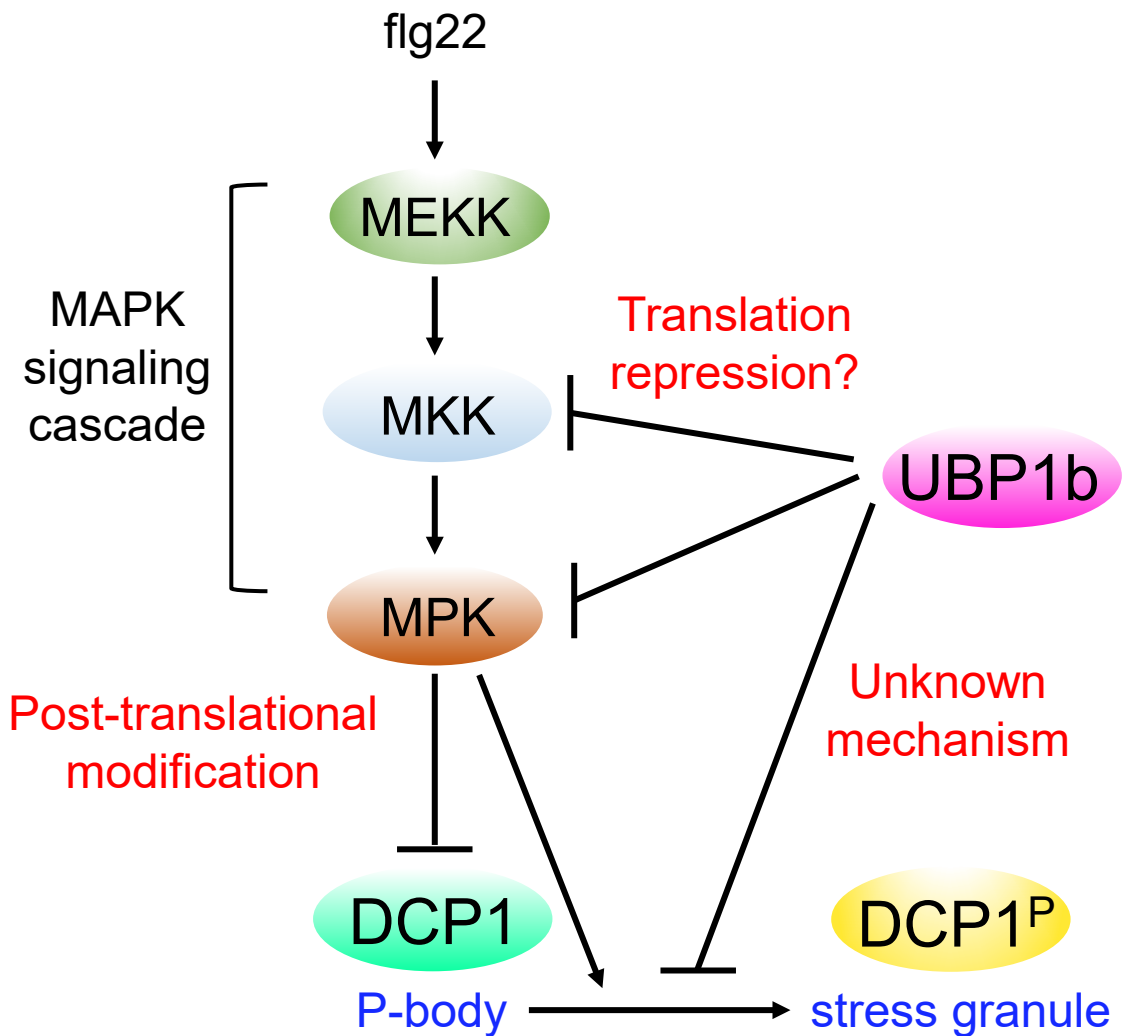 flg22
MEKK
MAPK
signaling
cascade
Translation
repression?
MKK
UBP1b
MPK
Post-translational
modification
Unknown
mechanism
DCP1
DCP1ᴾ
P-body
stress granule